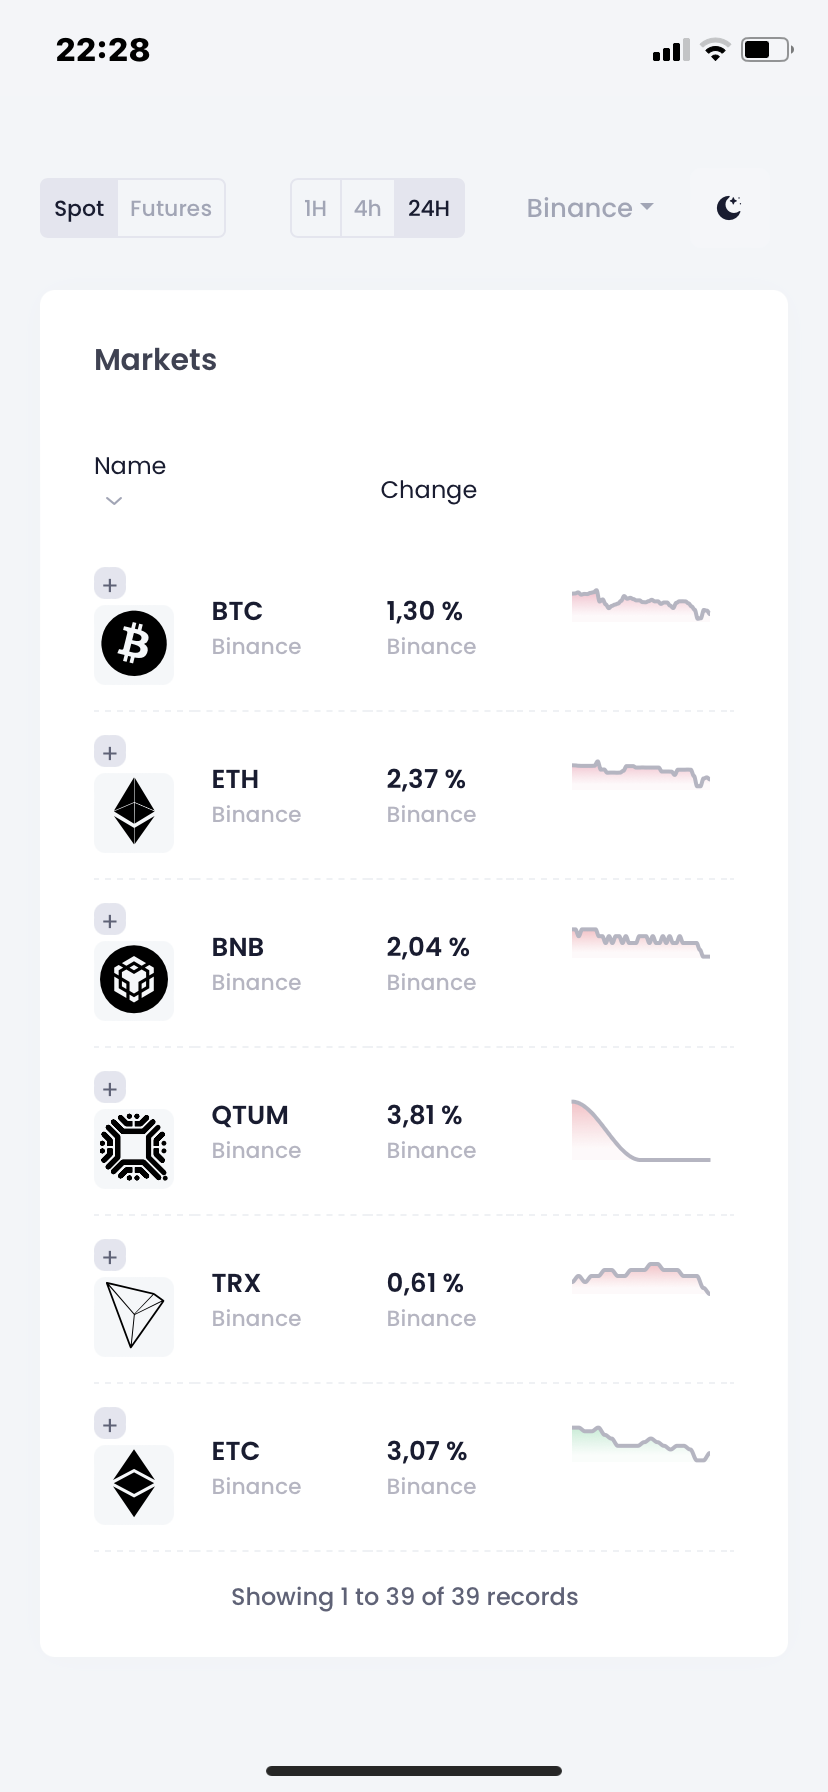 22:28
Spot Futures 1H 4h 24H Binance
Markets
Name
Change
+
BTC 1,30 %
Binance Binance
+
ETH 2,37 %
Binance Binance
+
BNB 2,04 %
Binance Binance
+
QTUM 3,81 %
Binance Binance
+
TRX 0,61 %
Binance Binance
+
ETC 3,07 %
Binance Binance
Showing 1 to 39 of 39 records